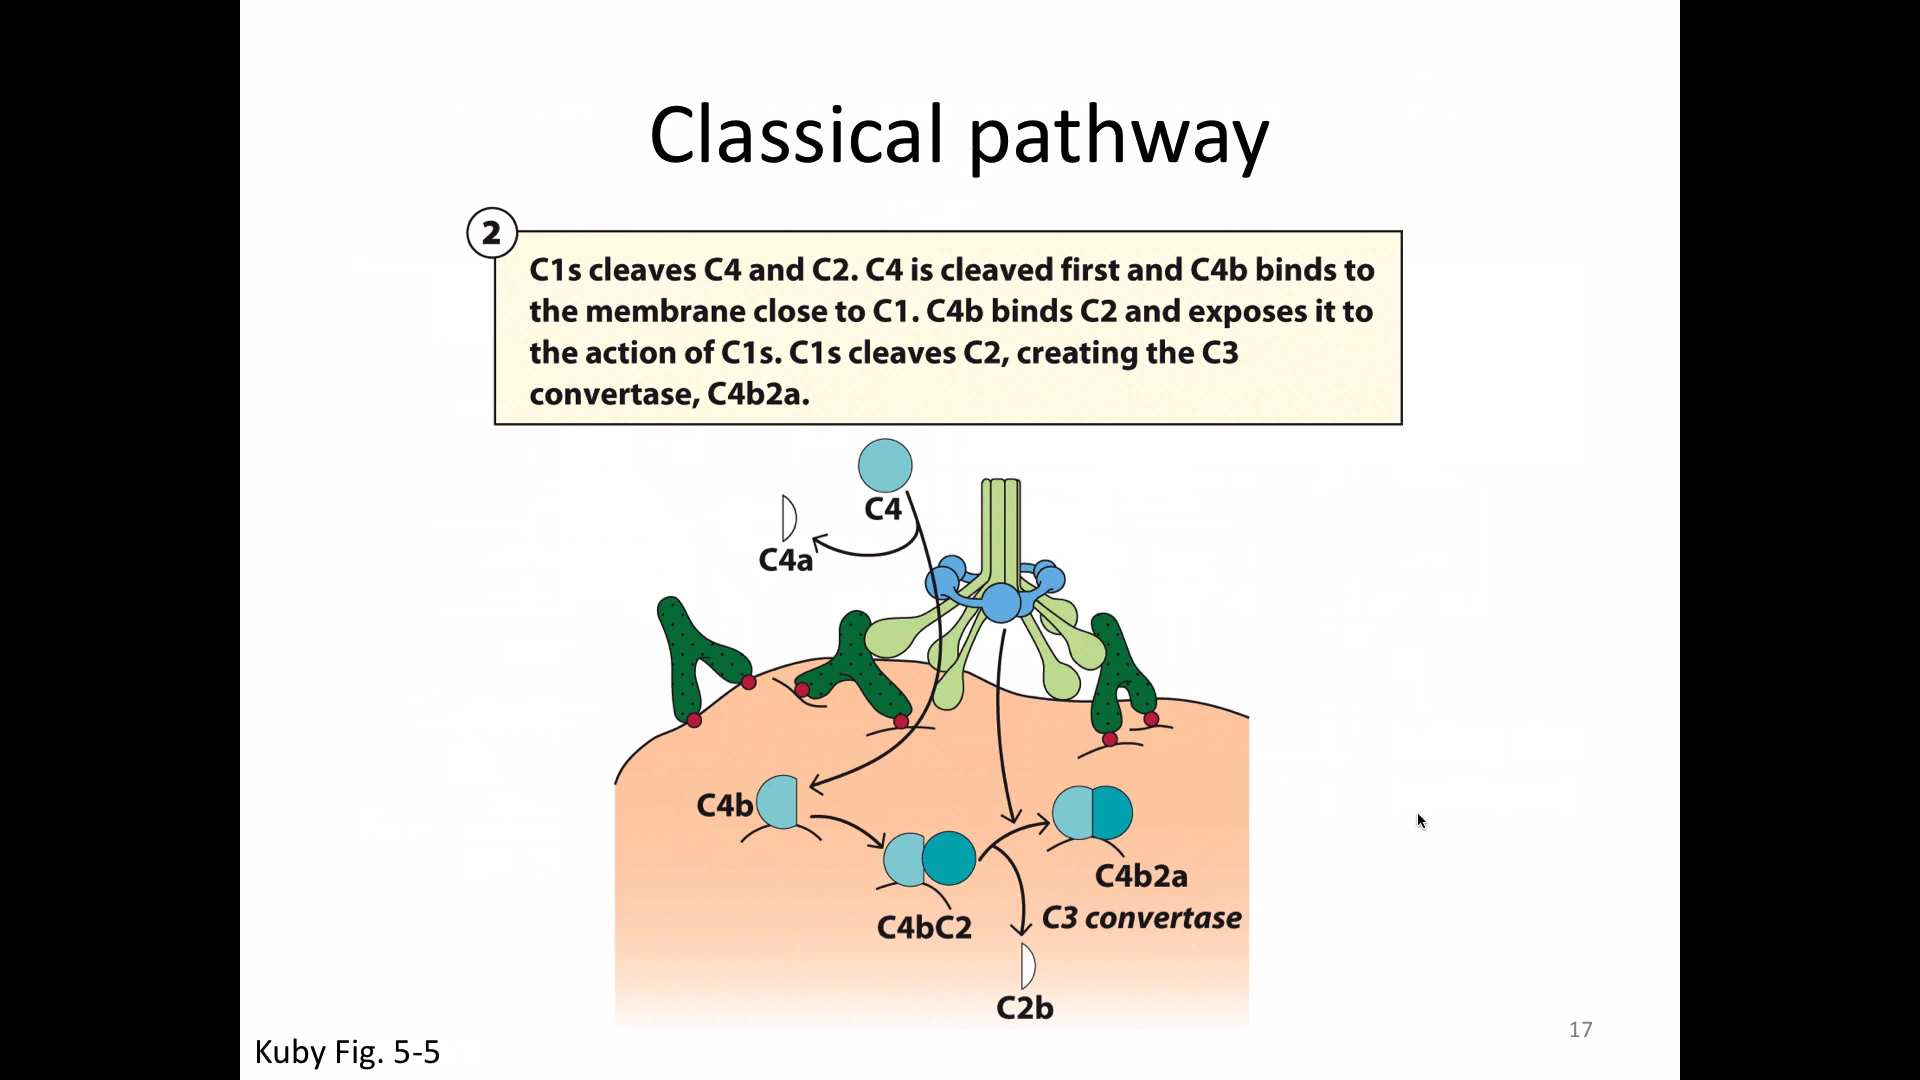 Classical pathway
2
C1s cleaves C4 and C2. C4 is cleaved first and C4b binds to
the membrane close to C1. C4b binds C2 and exposes it to
the action of C1s. C1s cleaves C2, creating the C3
convertase, C4b2a.
C4
C4a
C4b
C4bC2
C4b2a
C3 convertase
C2b
Kuby Fig. 5-5
17